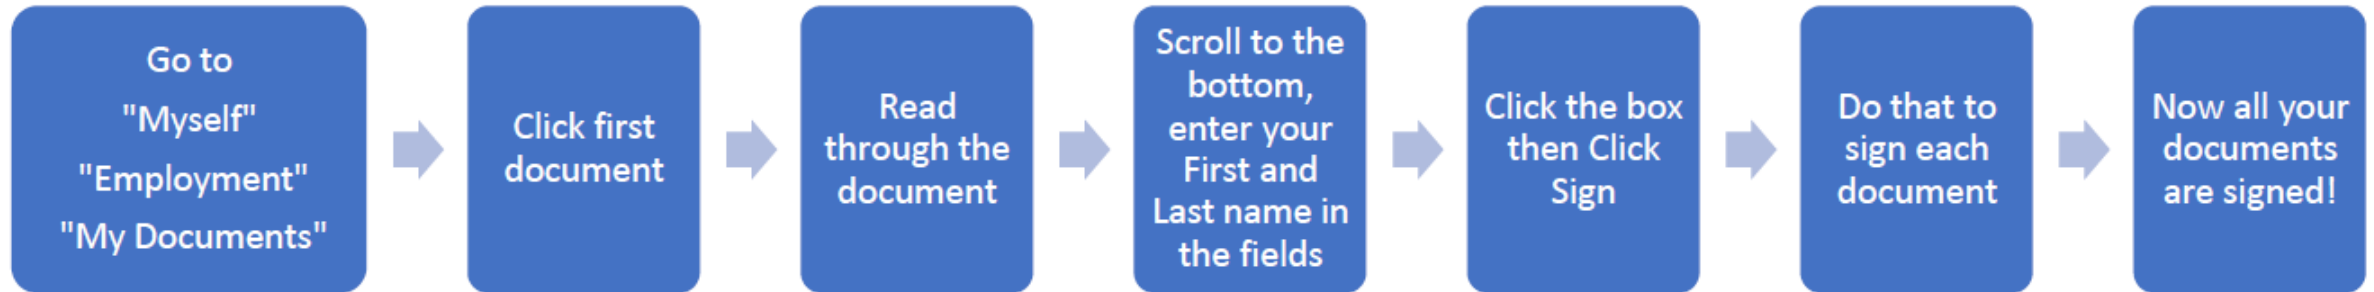 Go to
"Myself"
"Employment"
"My Documents"
Click first
document
Read
through the
document
Scroll to the
bottom,
enter your
First and
Last name in
the fields
Click the box
then Click
Sign
Do that to
sign each
document
Now all your
documents
are signed!